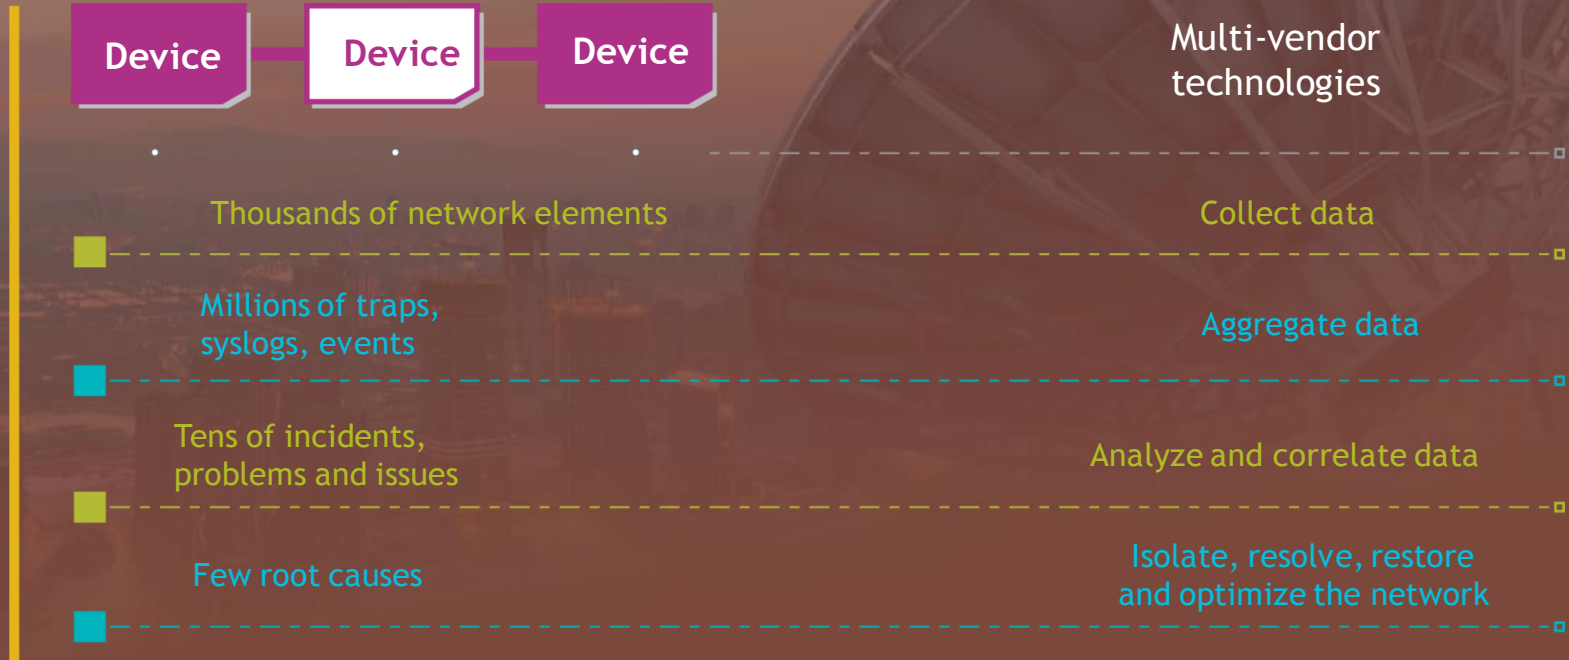 Device
Device
Device
Multi-vendor
technologies
Thousands of network elements
Collect data
Millions of traps,
syslogs, events
Aggregate data
Tens of incidents,
problems and issues
Analyze and correlate data
Few root causes
Isolate, resolve, restore
and optimize the network